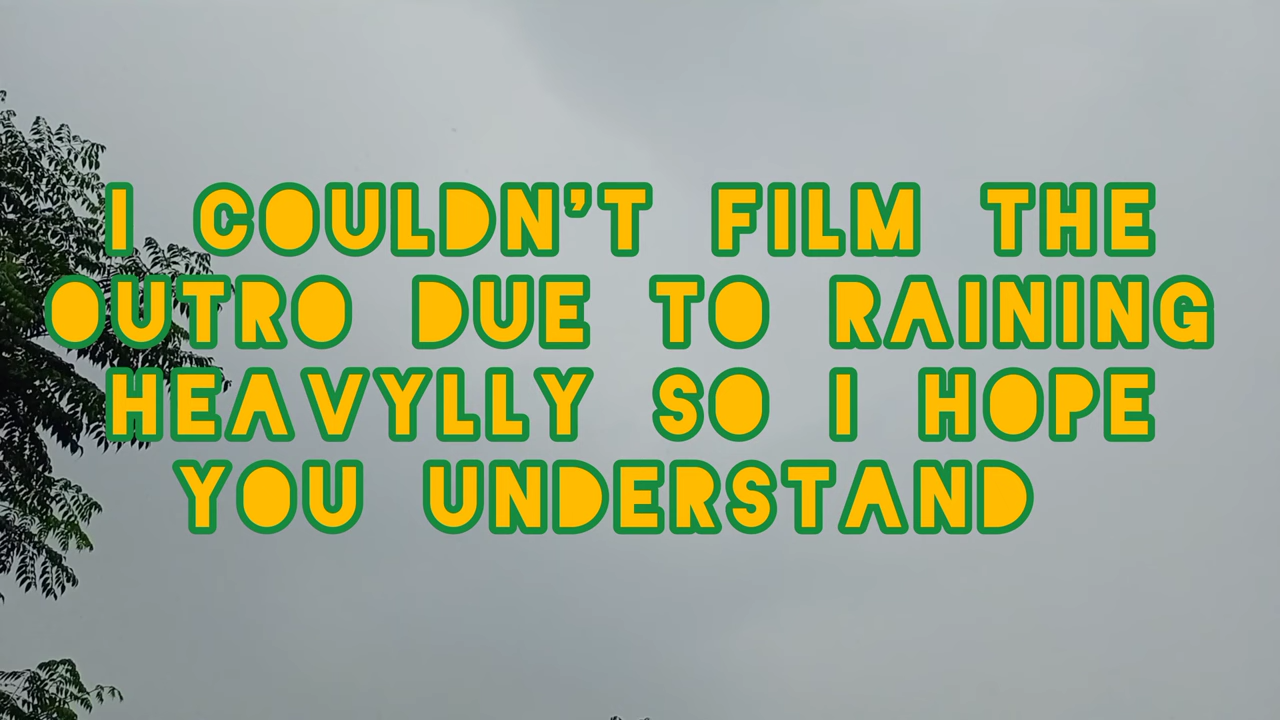 I COULDN'T FILM THE
OUTRO DUE TO RAINING
HEAVYLLY SO I HOPE
YOU UNDERSTAND